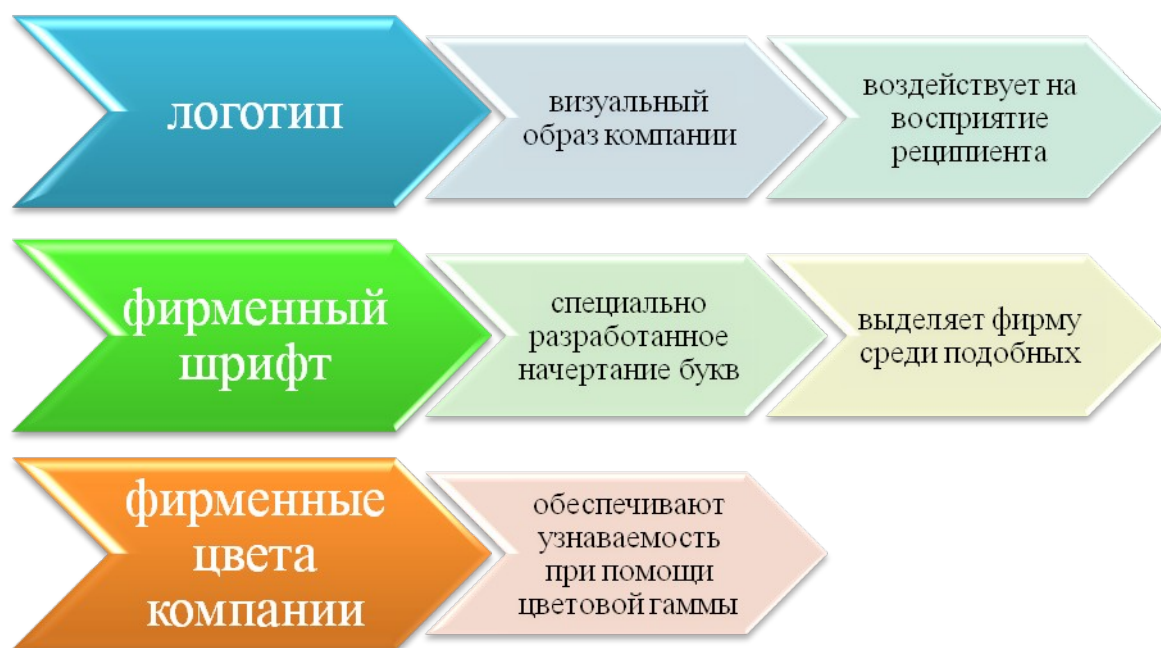 логотип
визуальный
образ компании
воздействует на
восприятие
реципиента
фирменный
шрифт
специально
разработанное
начертание букв
выделяет фирму
среди подобных
фирменные
цвета
компании
обеспечивают
узнаваемость
при помощи
цветовой гаммы